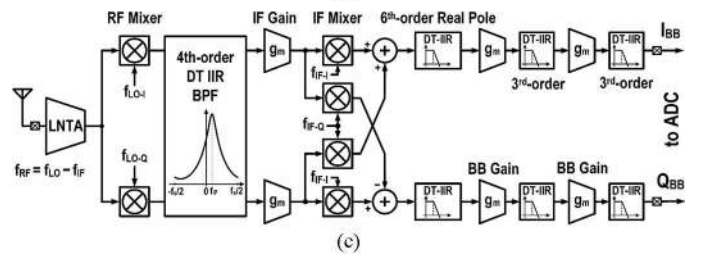 RF Mixer
IF Gain
IF Mixer
6th-order Real Pole
4th-order
DT IIR
BPF
gm
fLO-I
fIF-I
DT-IIR
gm
DT-IIR
gm
DT-IIR
IBB
3rd-order
3rd-order
LNTA
fIF-Q
to ADC
fRF = fLO – fIF
fLO-Q
-fs/2
0
fIF
fs/2
fIF-I
BB Gain
BB Gain
QBB
gm
DT-IIR
gm
DT-IIR
gm
DT-IIR
(c)